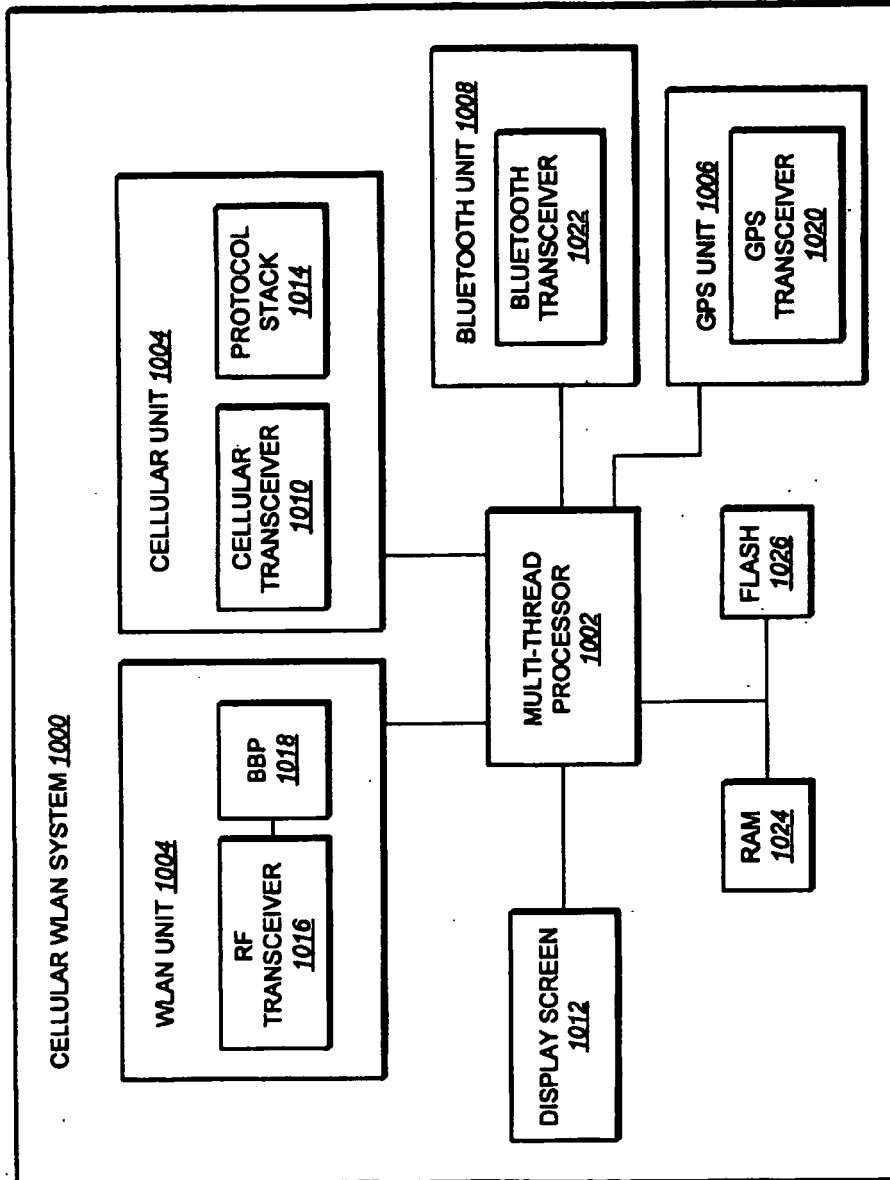 CELLULAR WLAN SYSTEM 1000
WLAN UNIT 1004
RF
TRANSCEIVER
1016
BBP
1018
CELLULAR UNIT 1004
CELLULAR
TRANSCEIVER
1010
PROTOCOL
STACK
1014
DISPLAY SCREEN
1012
MULTI-THREAD
PROCESSOR
1002
BLUETOOTH UNIT 1008
BLUETOOTH
TRANSCEIVER
1022
RAM
1024
FLASH
1026
GPS UNIT 1006
GPS
TRANSCEIVER
1020